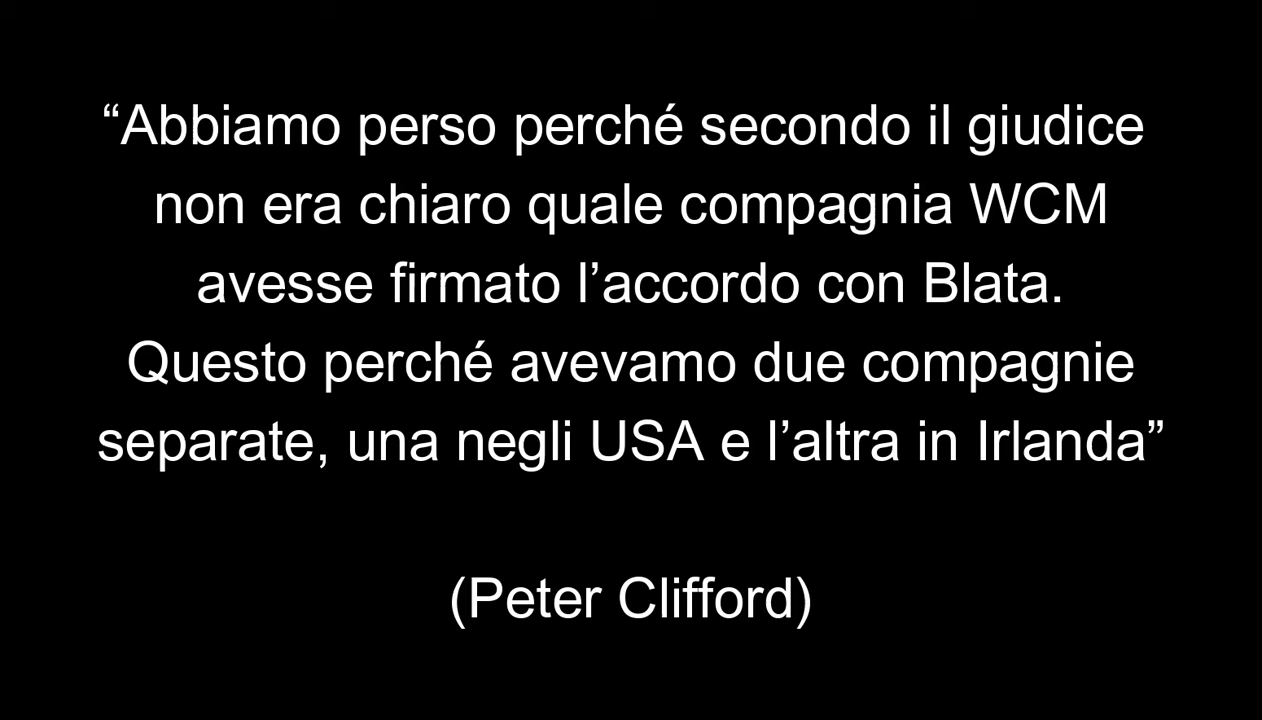 “Abbiamo perso perché secondo il giudice
non era chiaro quale compagnia WCM
avesse firmato l’accordo con Blata.
Questo perché avevamo due compagnie
separate, una negli USA e l’altra in Irlanda”
(Peter Clifford)